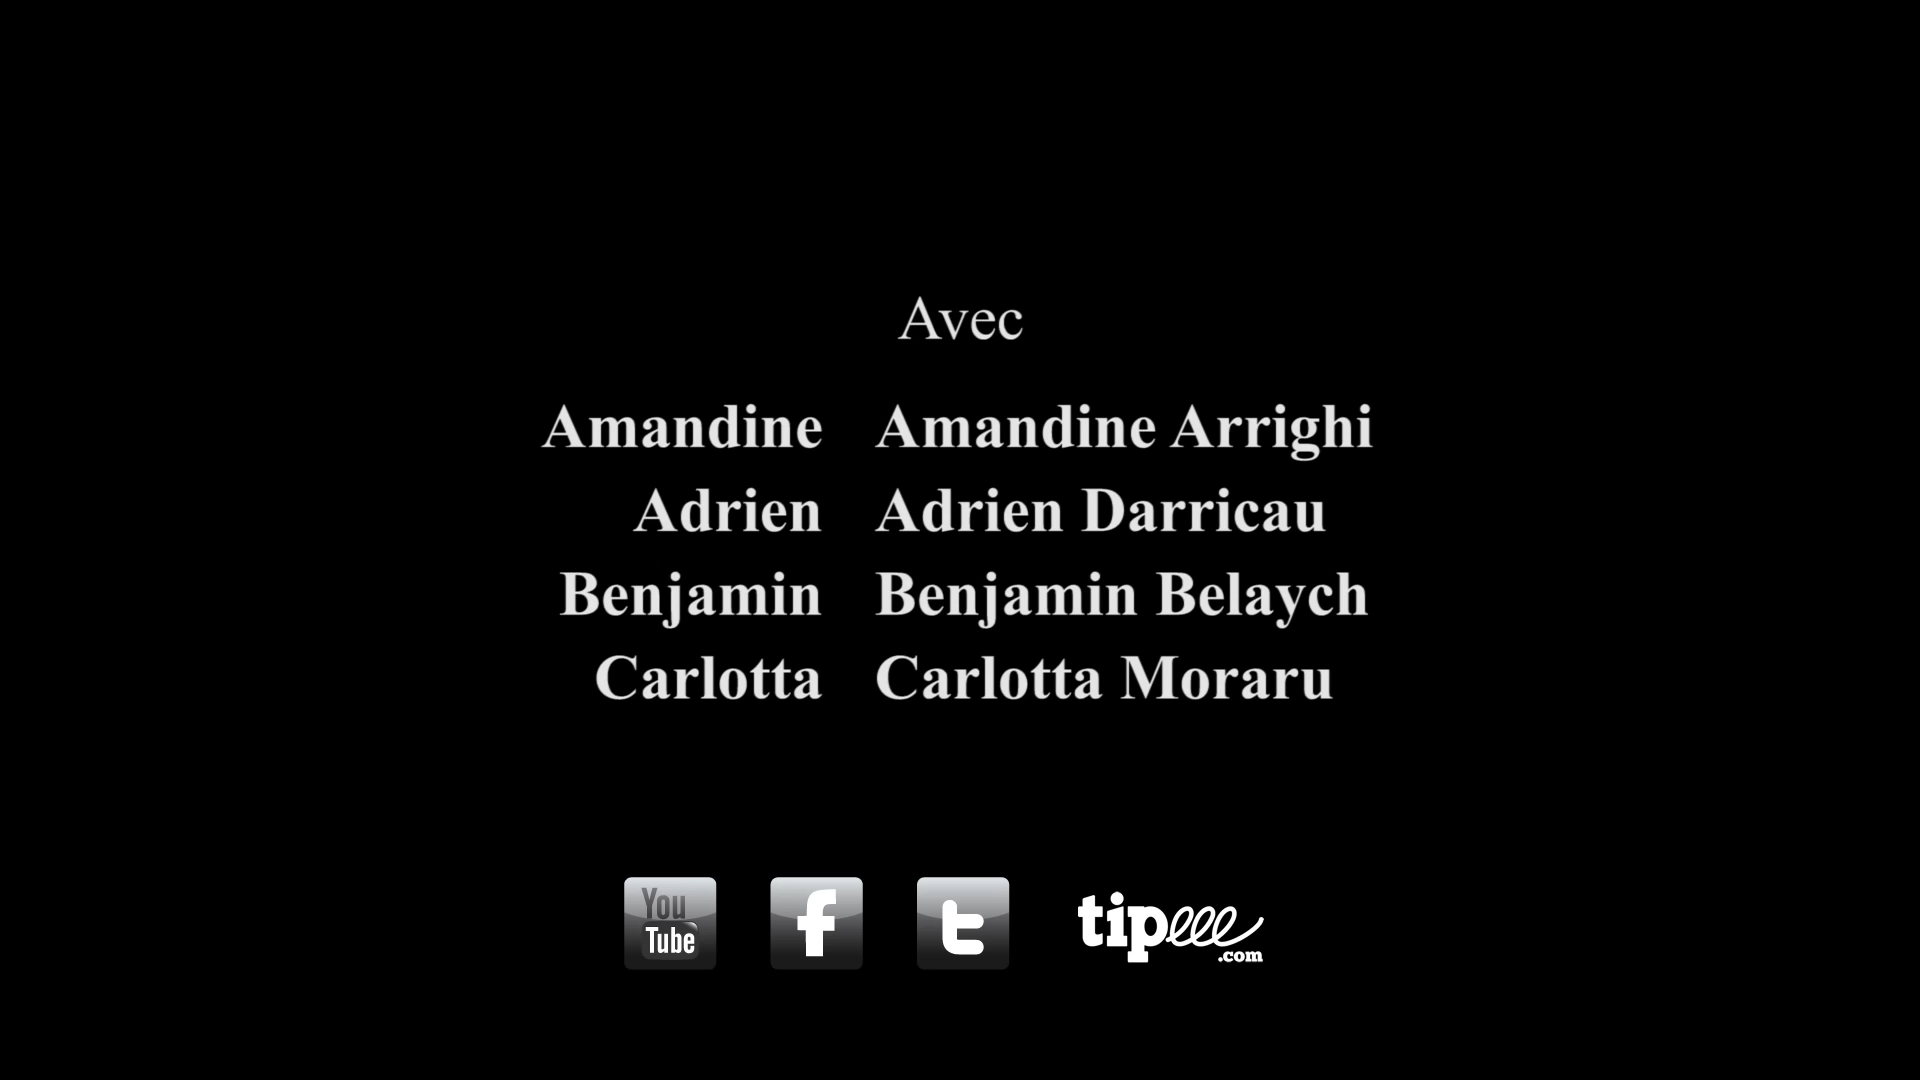 Avec
Amandine Amandine Arrighi
Adrien Adrien Darricau
Benjamin Benjamin Belaych
Carlotta Carlotta Moraru
You
Tube
f
t
tipeee
.com